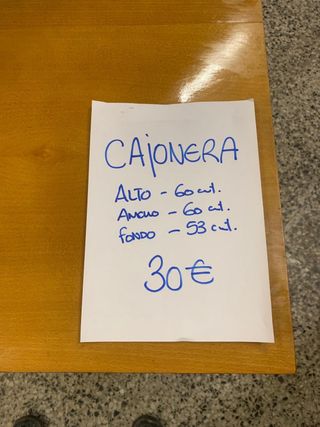 CAJONERA
ALTO - 60 cm.
ANCHO - 60 cm.
FONDO - 53 cm.
30€